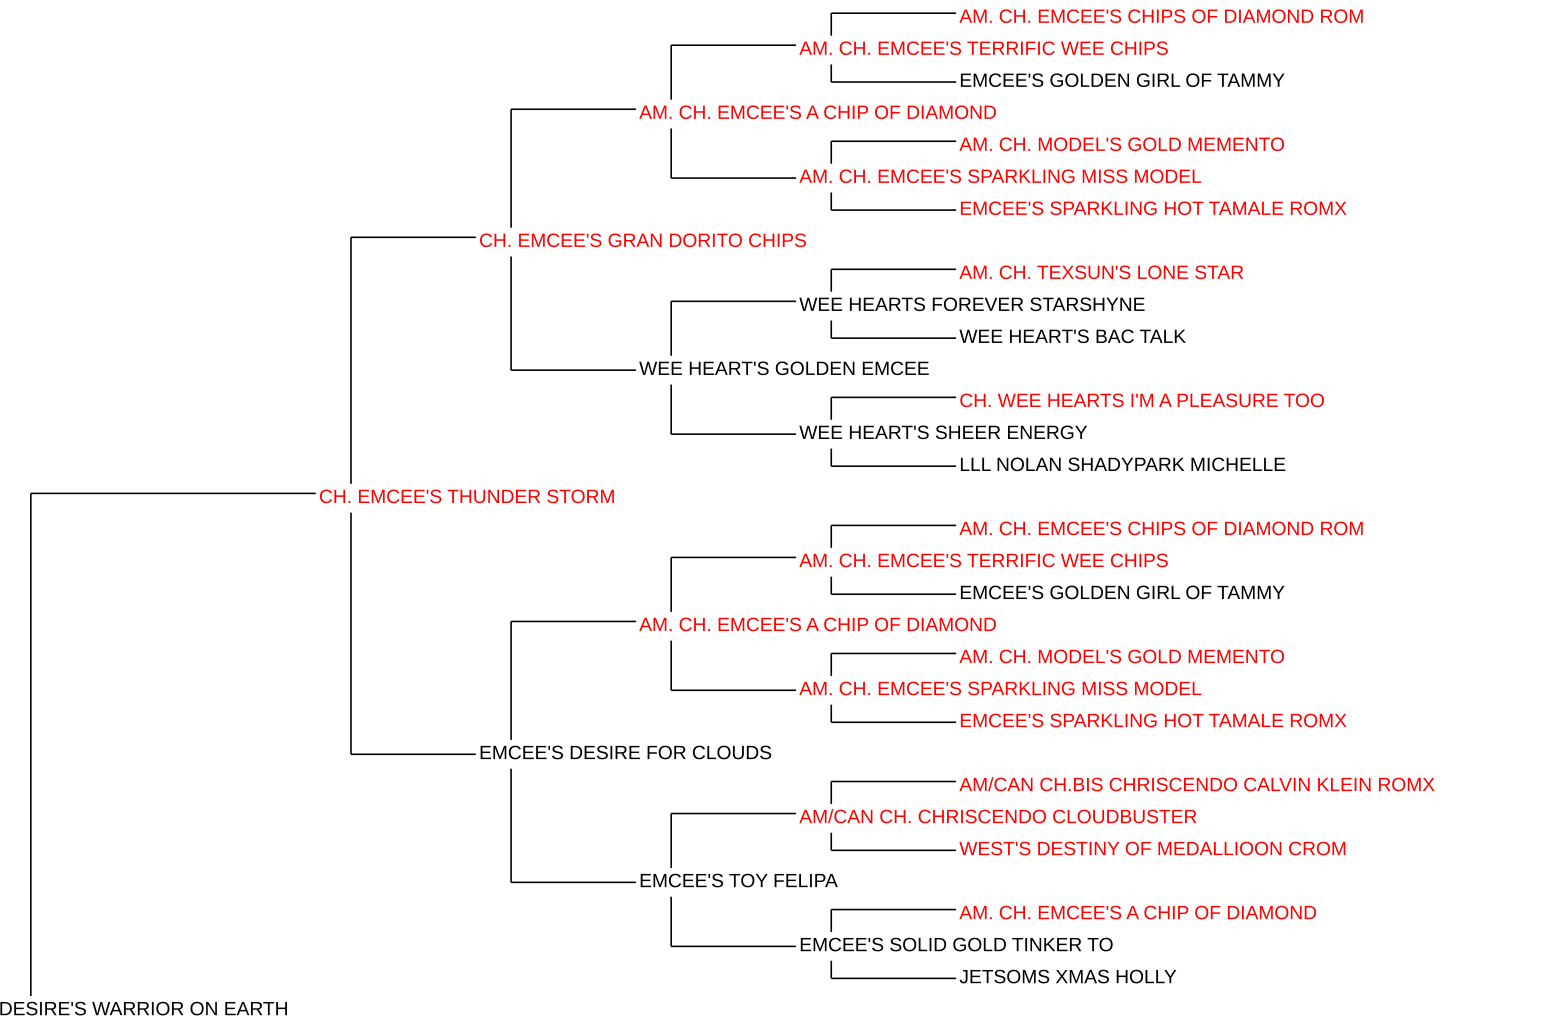 AM. CH. EMCEE'S CHIPS OF DIAMOND ROM
AM. CH. EMCEE'S TERRIFIC WEE CHIPS
EMCEE'S GOLDEN GIRL OF TAMMY
AM. CH. EMCEE'S A CHIP OF DIAMOND
AM. CH. MODEL'S GOLD MEMENTO
AM. CH. EMCEE'S SPARKLING MISS MODEL
EMCEE'S SPARKLING HOT TAMALE ROMX
CH. EMCEE'S GRAN DORITO CHIPS
AM. CH. TEXSUN'S LONE STAR
WEE HEARTS FOREVER STARSHYNE
WEE HEART'S BAC TALK
WEE HEART'S GOLDEN EMCEE
CH. WEE HEARTS I'M A PLEASURE TOO
WEE HEART'S SHEER ENERGY
LLL NOLAN SHADYPARK MICHELLE
CH. EMCEE'S THUNDER STORM
AM. CH. EMCEE'S CHIPS OF DIAMOND ROM
AM. CH. EMCEE'S TERRIFIC WEE CHIPS
EMCEE'S GOLDEN GIRL OF TAMMY
AM. CH. EMCEE'S A CHIP OF DIAMOND
AM. CH. MODEL'S GOLD MEMENTO
AM. CH. EMCEE'S SPARKLING MISS MODEL
EMCEE'S SPARKLING HOT TAMALE ROMX
EMCEE'S DESIRE FOR CLOUDS
AM/CAN CH.BIS CHRISCENDO CALVIN KLEIN ROMX
AM/CAN CH. CHRISCENDO CLOUDBUSTER
WEST'S DESTINY OF MEDALLIOON CROM
EMCEE'S TOY FELIPA
AM. CH. EMCEE'S A CHIP OF DIAMOND
EMCEE'S SOLID GOLD TINKER TO
JETSOMS XMAS HOLLY
DESIRE'S WARRIOR ON EARTH